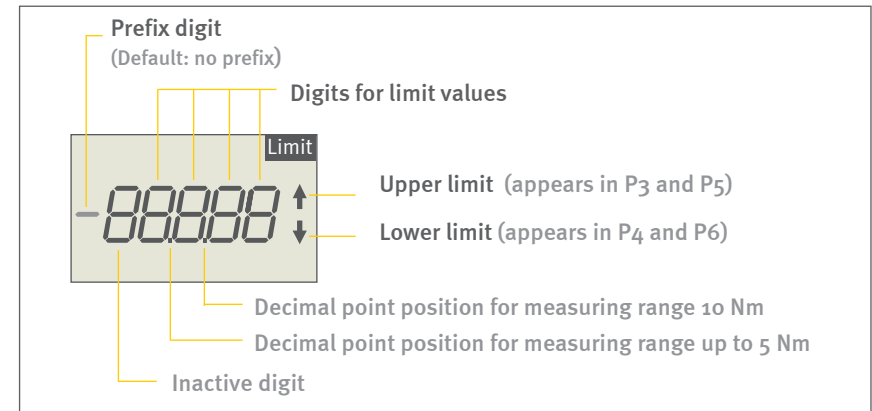 Prefix digit
(Default: no prefix)
Digits for limit values
Limit
-88888
Upper limit (appears in P3 and P5)
Lower limit (appears in P4 and P6)
Decimal point position for measuring range 10 Nm
Decimal point position for measuring range up to 5 Nm
Inactive digit